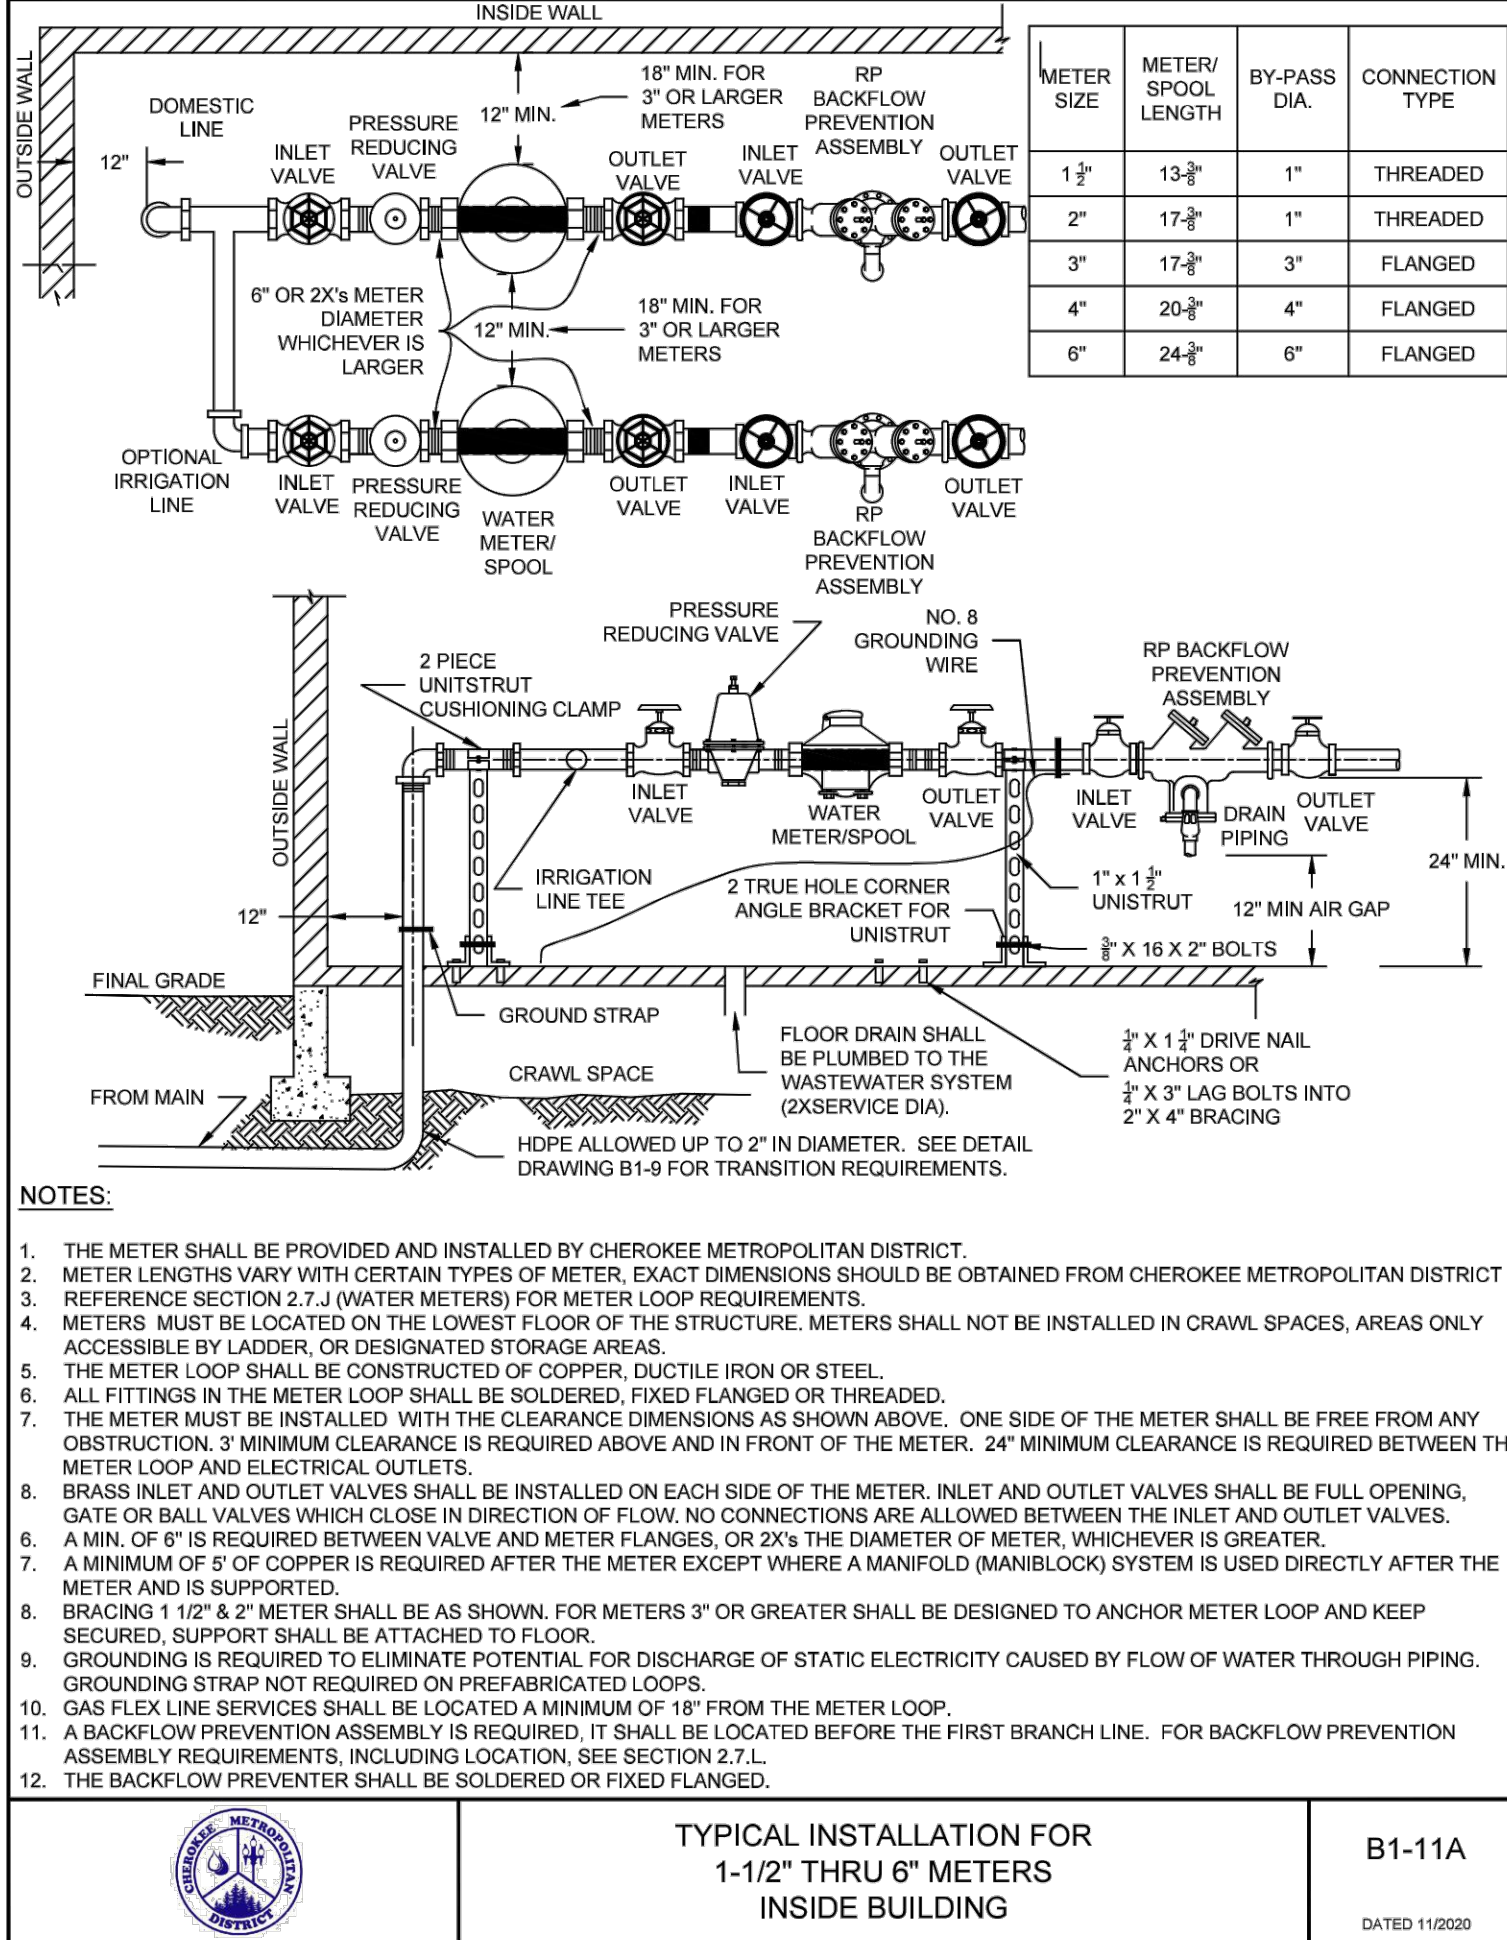 INSIDE WALL
OUTSIDE WALL
12"
DOMESTIC
LINE
INLET
VALVE
PRESSURE
REDUCING
VALVE
12" MIN.
18" MIN. FOR
3" OR LARGER
METERS
OUTLET
VALVE
INLET
VALVE
RP
BACKFLOW
PREVENTION
ASSEMBLY
OUTLET
VALVE
METER
SIZE
METER/
SPOOL
LENGTH
BY-PASS
DIA.
CONNECTION
TYPE
1 1/2" 13-3/8" 1" THREADED
2" 17-3/8" 1" THREADED
3" 17-3/8" 3" FLANGED
4" 20-3/8" 4" FLANGED
6" 24-3/8" 6" FLANGED
6" OR 2X's METER
DIAMETER
WHICHEVER IS
LARGER
12" MIN.
18" MIN. FOR
3" OR LARGER
METERS
OPTIONAL
IRRIGATION
LINE
INLET
VALVE
PRESSURE
REDUCING
VALVE
WATER
METER/
SPOOL
OUTLET
VALVE
INLET
VALVE
RP
BACKFLOW
PREVENTION
ASSEMBLY
OUTLET
VALVE
PRESSURE
REDUCING VALVE
NO. 8
GROUNDING
WIRE
RP BACKFLOW
PREVENTION
ASSEMBLY
2 PIECE
UNITSTRUT
CUSHIONING CLAMP
OUTSIDE WALL
INLET
VALVE
WATER
METER/SPOOL
OUTLET
VALVE
INLET
VALVE
DRAIN
PIPING
OUTLET
VALVE
24" MIN.
12"
IRRIGATION
LINE TEE
2 TRUE HOLE CORNER
ANGLE BRACKET FOR
UNISTRUT
1" x 1 1/2"
UNISTRUT
12" MIN AIR GAP
3/8" X 16 X 2" BOLTS
FINAL GRADE
GROUND STRAP
FLOOR DRAIN SHALL
BE PLUMBED TO THE
WASTEWATER SYSTEM
(2XSERVICE DIA).
1/4" X 1 1/4" DRIVE NAIL
ANCHORS OR
1/4" X 3" LAG BOLTS INTO
2" X 4" BRACING
CRAWL SPACE
FROM MAIN
HDPE ALLOWED UP TO 2" IN DIAMETER. SEE DETAIL
DRAWING B1-9 FOR TRANSITION REQUIREMENTS.
NOTES:
1. THE METER SHALL BE PROVIDED AND INSTALLED BY CHEROKEE METROPOLITAN DISTRICT.
2. METER LENGTHS VARY WITH CERTAIN TYPES OF METER, EXACT DIMENSIONS SHOULD BE OBTAINED FROM CHEROKEE METROPOLITAN DISTRICT
3. REFERENCE SECTION 2.7.J (WATER METERS) FOR METER LOOP REQUIREMENTS.
4. METERS MUST BE LOCATED ON THE LOWEST FLOOR OF THE STRUCTURE. METERS SHALL NOT BE INSTALLED IN CRAWL SPACES, AREAS ONLY
ACCESSIBLE BY LADDER, OR DESIGNATED STORAGE AREAS.
5. THE METER LOOP SHALL BE CONSTRUCTED OF COPPER, DUCTILE IRON OR STEEL.
6. ALL FITTINGS IN THE METER LOOP SHALL BE SOLDERED, FIXED FLANGED OR THREADED.
7. THE METER MUST BE INSTALLED WITH THE CLEARANCE DIMENSIONS AS SHOWN ABOVE. ONE SIDE OF THE METER SHALL BE FREE FROM ANY
OBSTRUCTION. 3' MINIMUM CLEARANCE IS REQUIRED ABOVE AND IN FRONT OF THE METER. 24" MINIMUM CLEARANCE IS REQUIRED BETWEEN TH
METER LOOP AND ELECTRICAL OUTLETS.
8. BRASS INLET AND OUTLET VALVES SHALL BE INSTALLED ON EACH SIDE OF THE METER. INLET AND OUTLET VALVES SHALL BE FULL OPENING,
GATE OR BALL VALVES WHICH CLOSE IN DIRECTION OF FLOW. NO CONNECTIONS ARE ALLOWED BETWEEN THE INLET AND OUTLET VALVES.
6. A MIN. OF 6" IS REQUIRED BETWEEN VALVE AND METER FLANGES, OR 2X's THE DIAMETER OF METER, WHICHEVER IS GREATER.
7. A MINIMUM OF 5' OF COPPER IS REQUIRED AFTER THE METER EXCEPT WHERE A MANIFOLD (MANIBLOCK) SYSTEM IS USED DIRECTLY AFTER THE
METER AND IS SUPPORTED.
8. BRACING 1 1/2" & 2" METER SHALL BE AS SHOWN. FOR METERS 3" OR GREATER SHALL BE DESIGNED TO ANCHOR METER LOOP AND KEEP
SECURED, SUPPORT SHALL BE ATTACHED TO FLOOR.
9. GROUNDING IS REQUIRED TO ELIMINATE POTENTIAL FOR DISCHARGE OF STATIC ELECTRICITY CAUSED BY FLOW OF WATER THROUGH PIPING.
GROUNDING STRAP NOT REQUIRED ON PREFABRICATED LOOPS.
10. GAS FLEX LINE SERVICES SHALL BE LOCATED A MINIMUM OF 18" FROM THE METER LOOP.
11. A BACKFLOW PREVENTION ASSEMBLY IS REQUIRED, IT SHALL BE LOCATED BEFORE THE FIRST BRANCH LINE. FOR BACKFLOW PREVENTION
ASSEMBLY REQUIREMENTS, INCLUDING LOCATION, SEE SECTION 2.7.L.
12. THE BACKFLOW PREVENTER SHALL BE SOLDERED OR FIXED FLANGED.
CHEROKEE METROPOLITAN
DISTRICT
TYPICAL INSTALLATION FOR
1-1/2" THRU 6" METERS
INSIDE BUILDING
B1-11A
DATED 11/2020